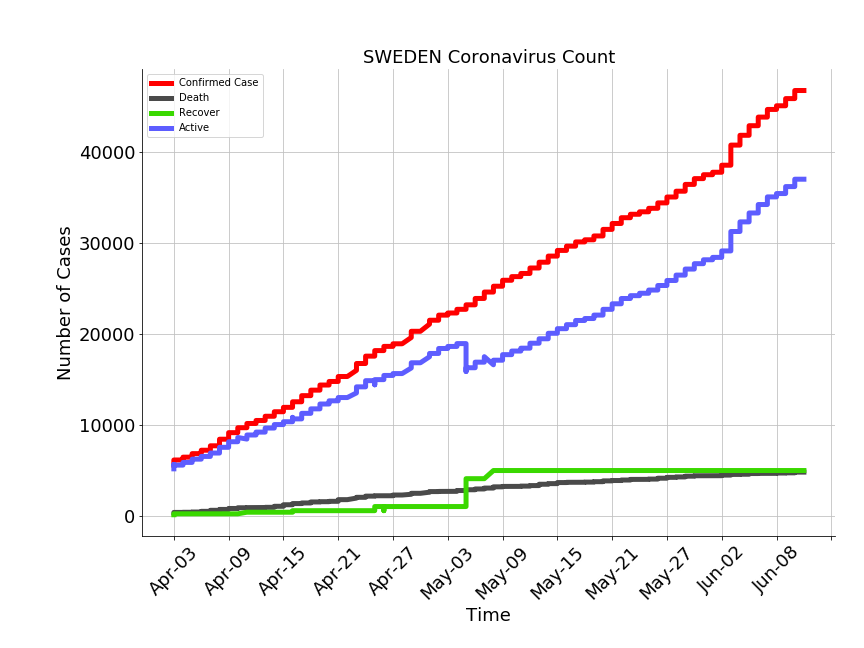 SWEDEN Coronavirus Count
Confirmed Case
Death
Recover
Active
Number of Cases
40000
30000
20000
10000
0
Apr-03
Apr-09
Apr-15
Apr-21
Apr-27
May-03
May-09
May-15
May-21
May-27
Jun-02
Jun-08
Time